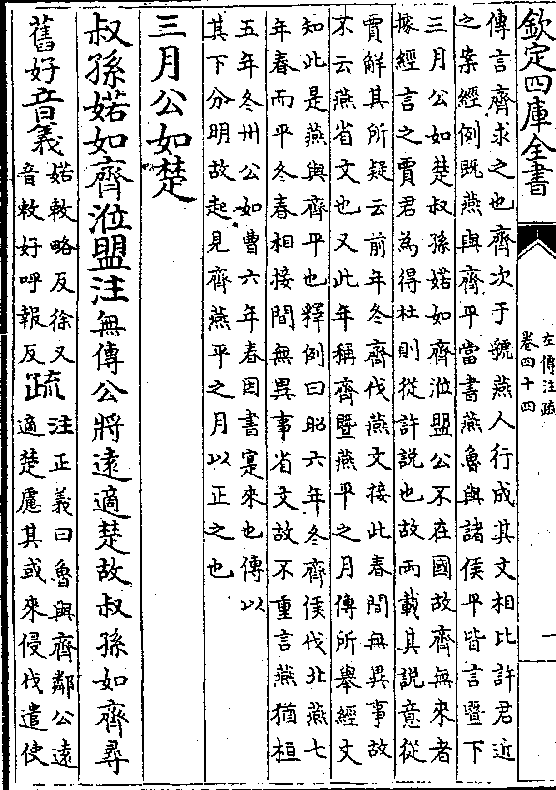 欽定四庫全書
左傳注疏
卷四十四
一
傳言齊求之也齊次于虢燕人行成其文相比許君近
之案經例既燕與齊平當書燕魯與諸侯平皆言暨下
三月公如楚叔孫婼如齊涖盟公不在國故齊無來者
據經言之賈君為得杜則從許說也故兩載其說意從
賈解其所疑云前年冬齊伐燕文接此春間無異事故
不云燕省文也又此年稱齊暨燕平之月傳所舉經文
知此是燕與齊平也釋例曰昭六年冬齊侯伐北燕七
年春而平冬春相接間無異事省文故不重言燕猶桓
五年冬州公如曹六年春因書寔來也傳以
其下分明故起見齊燕平之月以正之也
三月公如楚
叔孫婼如齊涖盟注無傳公將遠適楚故叔孫如齊尋
舊好音義婼敕略反徐又音敕好呼報反疏注正義曰魯與齊鄰公遠適楚慮其或來侵伐遣使